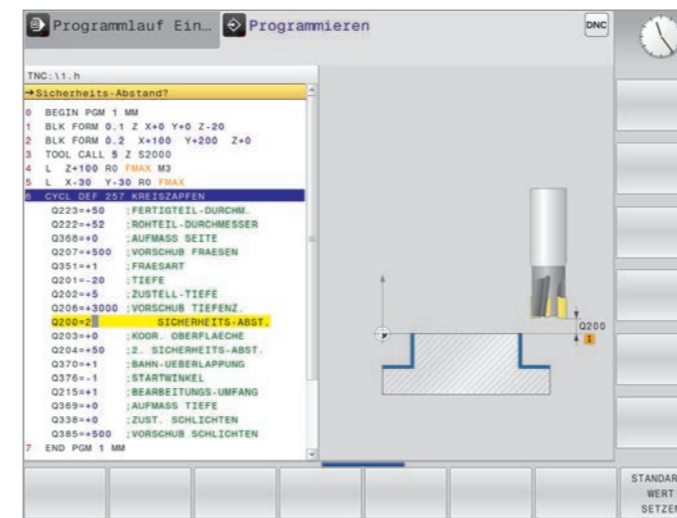 Programmlauf Ein… Programmieren DNC
TNC:\1.h
→Sicherheits-Abstand?
0 BEGIN PGM 1 MM
1 BLK FORM 0.1 Z X+0 Y+0 Z-20
2 BLK FORM 0.2 X+100 Y+200 Z+0
3 TOOL CALL 5 Z S2000
4 L Z+100 R0 FMAX M3
5 L X-30 Y-30 R0 FMAX
6 CYCL DEF 257 KREISZAPFEN
Q223=+50 ;FERTIGTEIL-DURCHM.
Q222=+52 ;ROHTEIL-DURCHMESSER
Q368=+0 ;AUFMASS SEITE
Q207=+500 ;VORSCHUB FRAESEN
Q351=+1 ;FRAESART
Q201=-20 ;TIEFE
Q202=+5 ;ZUSTELL-TIEFE
Q206=+3000 ;VORSCHUB TIEFENZ.
Q200=2 SICHERHEITS-ABST.
Q203=+0 ;KOOR. OBERFLAECHE
Q204=+50 ;2. SICHERHEITS-ABST.
Q370=+1 ;BAHN-UEBERLAPPUNG
Q376=-1 ;STARTWINKEL
Q215=+1 ;BEARBEITUNGS-UMFANG
Q369=+0 ;AUFMASS TIEFE
Q338=+0 ;ZUST. SCHLICHTEN
Q385=+500 ;VORSCHUB SCHLICHTEN
7 END PGM 1 MM
Q200
I
STANDAR
WERT
SETZEN